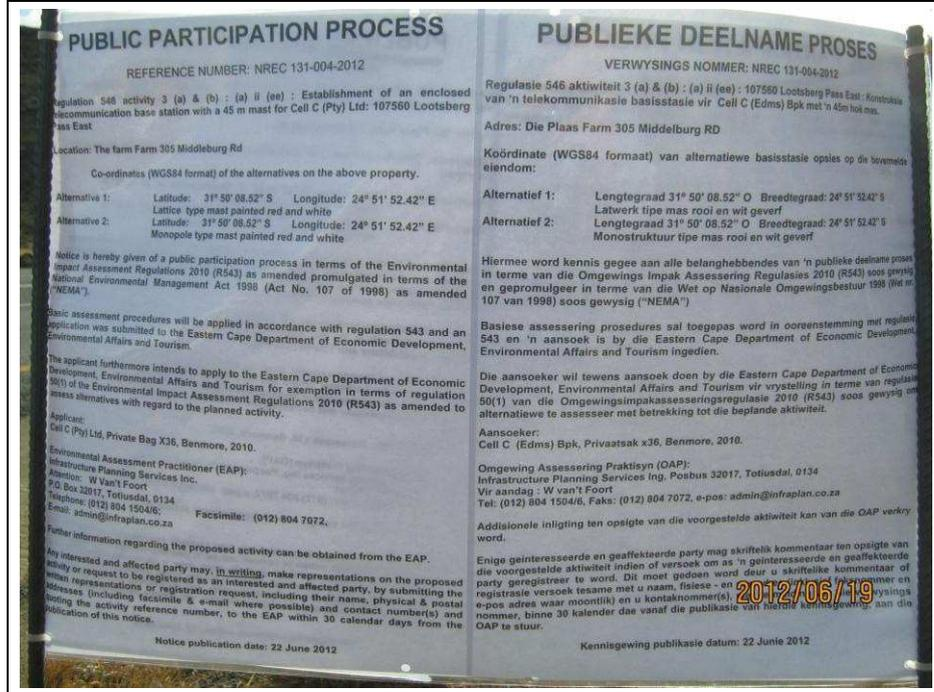 PUBLIC PARTICIPATION PROCESS
REFERENCE NUMBER: NREC 131-004-2012
Regulation 546 activity 3 (a) & (b) : (a) ii (ee) : Establishment of an enclosed
telecommunication base station with a 45 m mast for Cell C (Pty) Ltd: 107560 Lootsberg
Pass East
Location: The farm Farm 305 Middleburg Rd
Co-ordinates (WGS84 format) of the alternatives on the above property.
Alternative 1: Latitude: 31° 50' 08.52" S Longitude: 24° 51' 52.42" E
Lattice type mast painted red and white
Alternative 2: Latitude: 31° 50' 08.52" S Longitude: 24° 51' 52.42" E
Monopole type mast painted red and white
Notice is hereby given of a public participation process in terms of the Environmental
Impact Assessment Regulations 2010 (R543) as amended promulgated in terms of the
National Environmental Management Act 1998 (Act No. 107 of 1998) as amended
("NEMA").
Basic assessment procedures will be applied in accordance with regulation 543 and an
application was submitted to the Eastern Cape Department of Economic Development,
Environmental Affairs and Tourism.
The applicant furthermore intends to apply to the Eastern Cape Department of Economic
Development, Environmental Affairs and Tourism for exemption in terms of regulation
50(1) of the Environmental Impact Assessment Regulations 2010 (R543) as amended to
assess alternatives with regard to the planned activity.
Applicant:
Cell C (Pty) Ltd, Private Bag X36, Benmore, 2010.
Environmental Assessment Practitioner (EAP):
Infrastructure Planning Services Inc.
Attention: W Van't Foort
P.O. Box 32017, Totiusdal, 0134
Telephone: (012) 804 1504/6; Facsimile: (012) 804 7072,
E-mail: admin@infraplan.co.za
Further information regarding the proposed activity can be obtained from the EAP.
Any interested and affected party may, in writing, make representations on the proposed
activity or request to be registered as an interested and affected party, by submitting the
written representations or registration request, including their name, physical & postal
addresses (including facsimile & e-mail where possible) and contact number(s) and
quoting the activity reference number, to the EAP within 30 calendar days from the
publication of this notice.
Notice publication date: 22 June 2012
PUBLIEKE DEELNAME PROSES
VERWYSINGS NOMMER: NREC 131-004-2012
Regulasie 546 aktiwiteit 3 (a) & (b) : (a) ii (ee) : 107560 Lootsberg Pass East : Konstruksie
van 'n telekommunikasie basisstasie vir Cell C (Edms) Bpk met 'n 45m hoë mas.
Adres: Die Plaas Farm 305 Middelburg RD
Koördinate (WGS84 formaat) van alternatiewe basisstasie opsies op die bovemelde
eiendom:
Alternatief 1: Lengtegraad 31° 50' 08.52" O Breedtegraad: 24° 51' 52.42" S
Latwerk tipe mas rooi en wit geverf
Alternatief 2: Lengtegraad 31° 50' 08.52" O Breedtegraad: 24° 51' 52.42" S
Monostruktuur tipe mas rooi en wit geverf
Hiermee word kennis gegee aan alle belanghebbendes van 'n publieke deelname proses
in terme van die Omgewings Impak Assessering Regulasies 2010 (R543) soos gewysig
en gepromulgeer in terme van die Wet op Nasionale Omgewingsbestuur 1998 (Wet nr.
107 van 1998) soos gewysig ("NEMA")
Basiese assessering prosedures sal toegepas word in ooreenstemming met regulasie
543 en 'n aansoek is by die Eastern Cape Department of Economic Development,
Environmental Affairs and Tourism ingedien.
Die aansoeker wil tewens aansoek doen by die Eastern Cape Department of Economic
Development, Environmental Affairs and Tourism vir vrystelling in terme van regulasie
50(1) van die Omgewingsimpakassesseringsregulasie 2010 (R543) soos gewysig om
alternatiewe te assesseer met betrekking tot die beplande aktiwiteit.
Aansoeker:
Cell C (Edms) Bpk, Privaatsak x36, Benmore, 2010.
Omgewing Assessering Praktisyn (OAP):
Infrastructure Planning Services Ing, Posbus 32017, Totiusdal, 0134
Vir aandag : W van't Foort
Tel: (012) 804 1504/6, Faks: (012) 804 7072, e-pos: admin@infraplan.co.za
Addisionele inligting ten opsigte van die voorgestelde aktiwiteit kan van die OAP verkry
word.
Enige geinteresseerde en geaffekteerde party mag skriftelik kommentaar ten opsigte van
die voorgestelde aktiwiteit indien of versoek om as 'n geinteresseerde en geaffekteerde
party geregistreer te word. Dit moet gedoen word deur u skriftelike kommentaar of
registrasie versoek tesame met u naam, fisiese - en
e-pos adres waar moontlik) en u kontaknommer(s),
nommer, binne 30 kalender dae vanaf die publikasie van hierdie kennisgewing, aan die
OAP te stuur.
2012/06/19
Kennisgewing publikasie datum: 22 Junie 2012